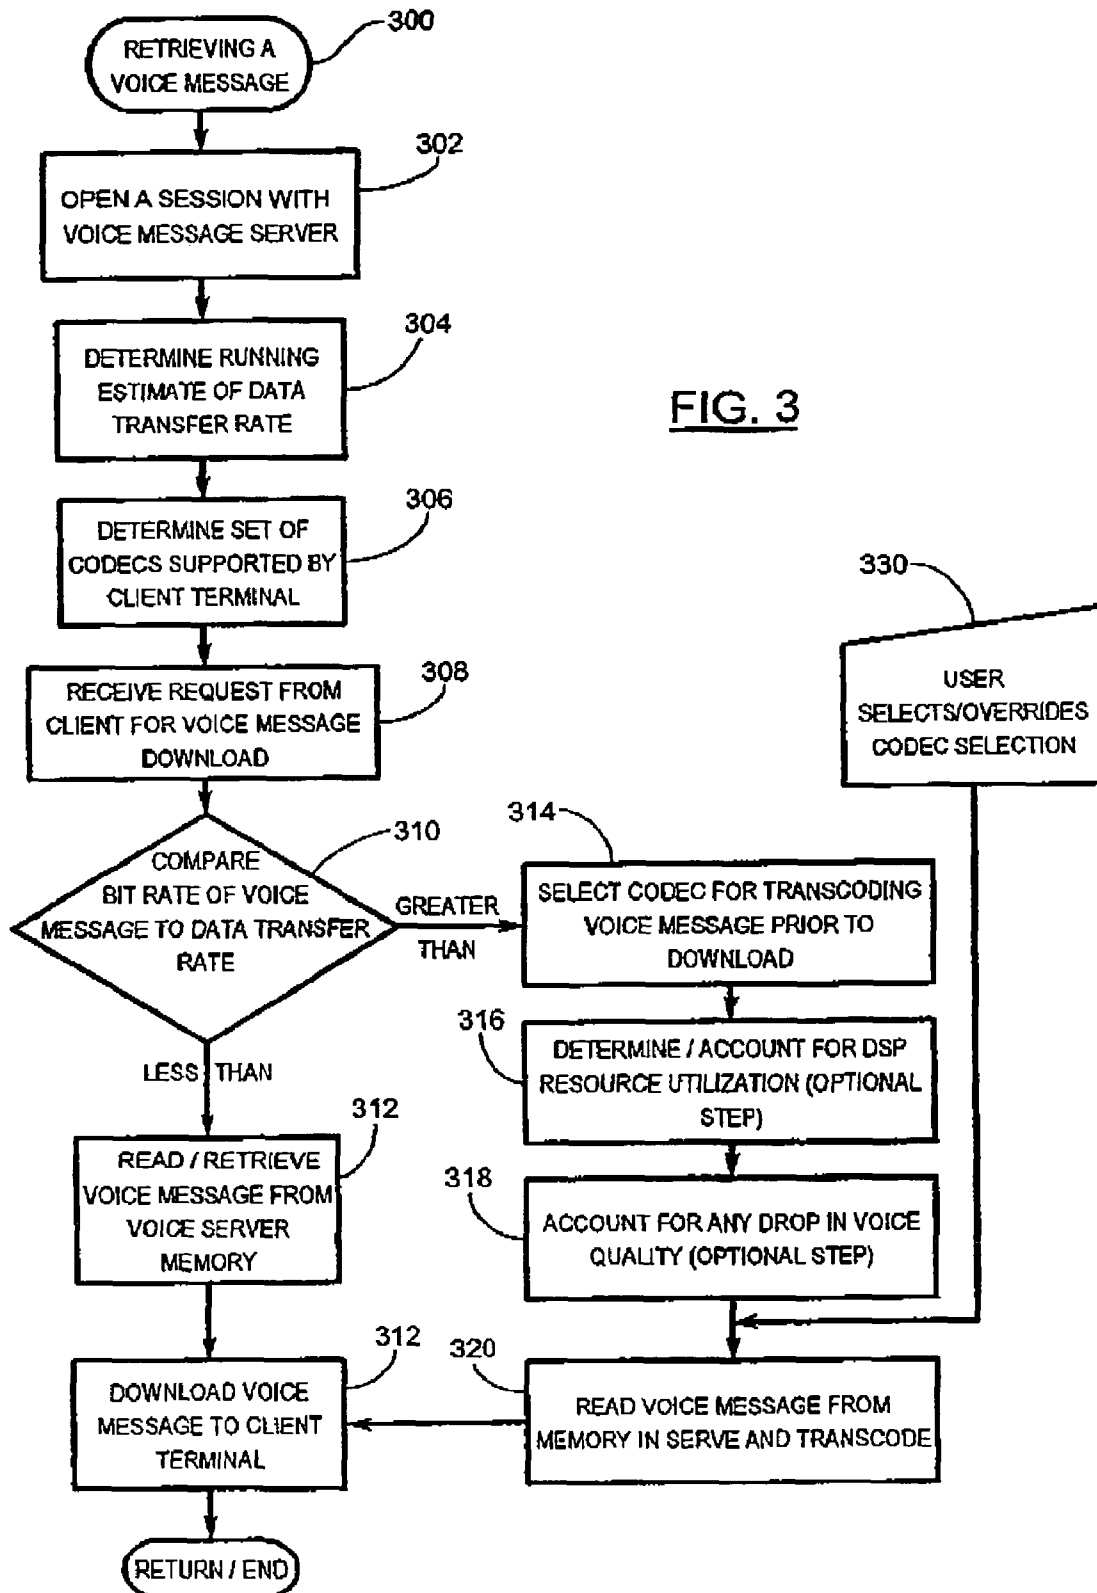 300
RETRIEVING A
VOICE MESSAGE
302
OPEN A SESSION WITH
VOICE MESSAGE SERVER
304
DETERMINE RUNNING
ESTIMATE OF DATA
TRANSFER RATE
FIG. 3
306
DETERMINE SET OF
CODECS SUPPORTED BY
CLIENT TERMINAL
308
RECEIVE REQUEST FROM
CLIENT FOR VOICE MESSAGE
DOWNLOAD
330
USER
SELECTS/OVERRIDES
CODEC SELECTION
310
COMPARE
BIT RATE OF VOICE
MESSAGE TO DATA TRANSFER
RATE
GREATER
THAN
LESS THAN
314
SELECT CODEC FOR TRANSCODING
VOICE MESSAGE PRIOR TO
DOWNLOAD
316
DETERMINE / ACCOUNT FOR DSP
RESOURCE UTILIZATION (OPTIONAL
STEP)
312
READ / RETRIEVE
VOICE MESSAGE FROM
VOICE SERVER
MEMORY
318
ACCOUNT FOR ANY DROP IN VOICE
QUALITY (OPTIONAL STEP)
320
READ VOICE MESSAGE FROM
MEMORY IN SERVE AND TRANSCODE
312
DOWNLOAD VOICE
MESSAGE TO CLIENT
TERMINAL
RETURN / END